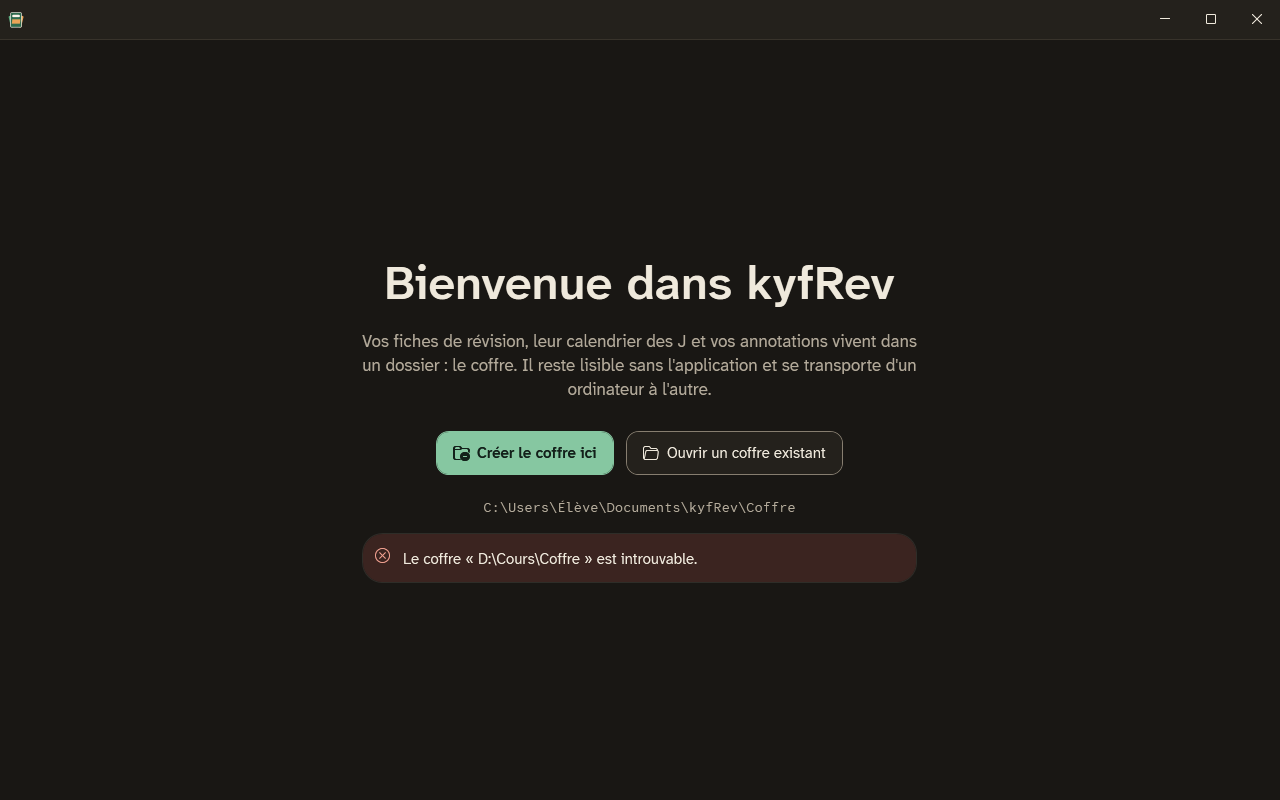 Bienvenue dans kyfRev
Vos fiches de révision, leur calendrier des J et vos annotations vivent dans
un dossier : le coffre. Il reste lisible sans l'application et se transporte d'un
ordinateur à l'autre.
Créer le coffre ici
Ouvrir un coffre existant
C:\Users\Élève\Documents\kyfRev\Coffre
Le coffre « D:\Cours\Coffre » est introuvable.